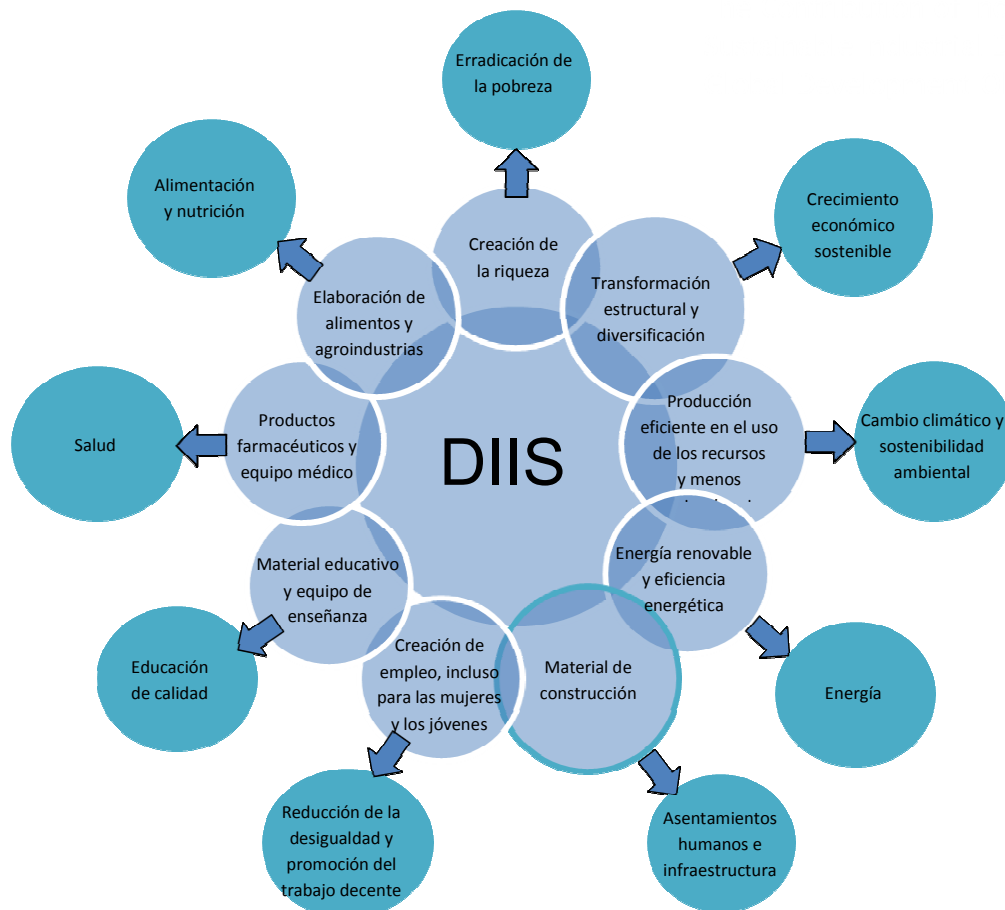 Erradicación de
la pobreza
Alimentación
y nutrición
Crecimiento
económico
sostenible
Creación de
la riqueza
Transformación
estructural y
diversificación
Elaboración de
alimentos y
agroindustrias
Productos
farmacéuticos y
equipo médico
Salud
DIIS
Producción
eficiente en el uso
de los recursos
y menos
Cambio climático y
sostenibilidad
ambiental
Energía renovable
y eficiencia
energética
Material educativo
y equipo de
enseñanza
Creación de
empleo, incluso
para las mujeres
y los jóvenes
Material de
construcción
Educación
de calidad
Energía
Reducción de la
desigualdad y
promoción del
trabajo decente
Asentamientos
humanos e
infraestructura